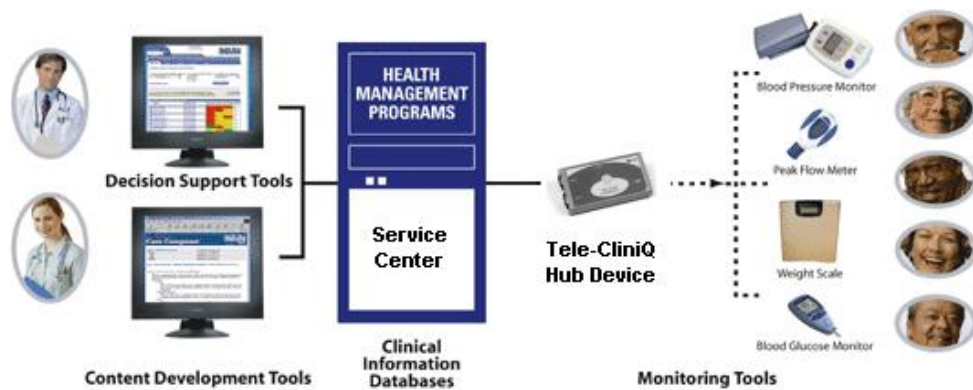 HEALTH
MANAGEMENT
PROGRAMS
Blood Pressure Monitor
Decision Support Tools
Peak Flow Meter
Service
Center
Tele-CliniQ
Hub Device
Weight Scale
Blood Glucose Monitor
Content Development Tools
Clinical
Information
Databases
Monitoring Tools